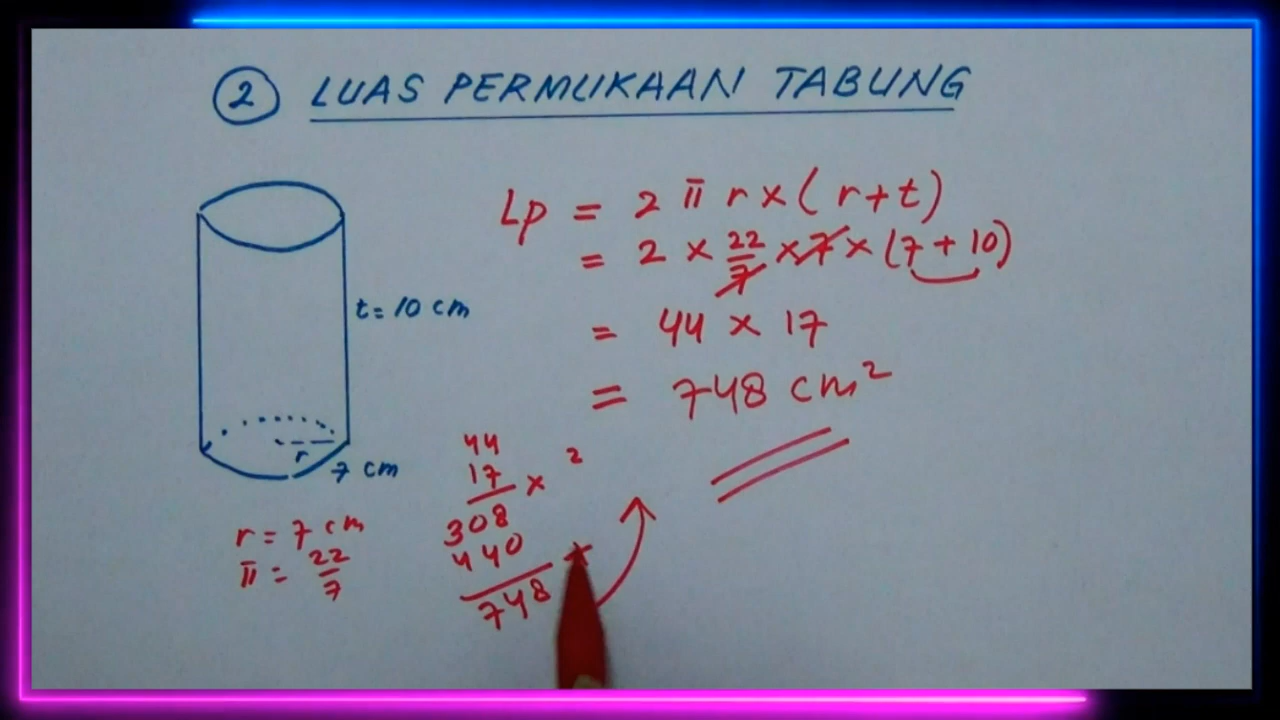 2 LUAS PERMUKAAN TABUNG
t = 10 cm
r
7 cm
r = 7 cm
π = 22/7
Lp = 2 π r × ( r + t )
= 2 × 22/7 × 7 × (7 + 10)
= 44 × 17
= 748 cm²
44
17 ×
2
308
440 +
748